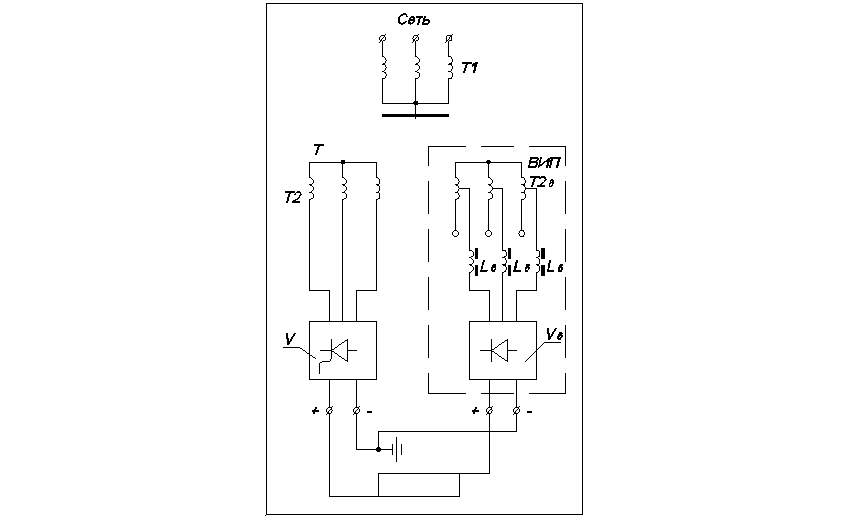 Сеть
T1
T
ВИП
T2
T2в
Lв Lв Lв
V
Vв
+ - + -